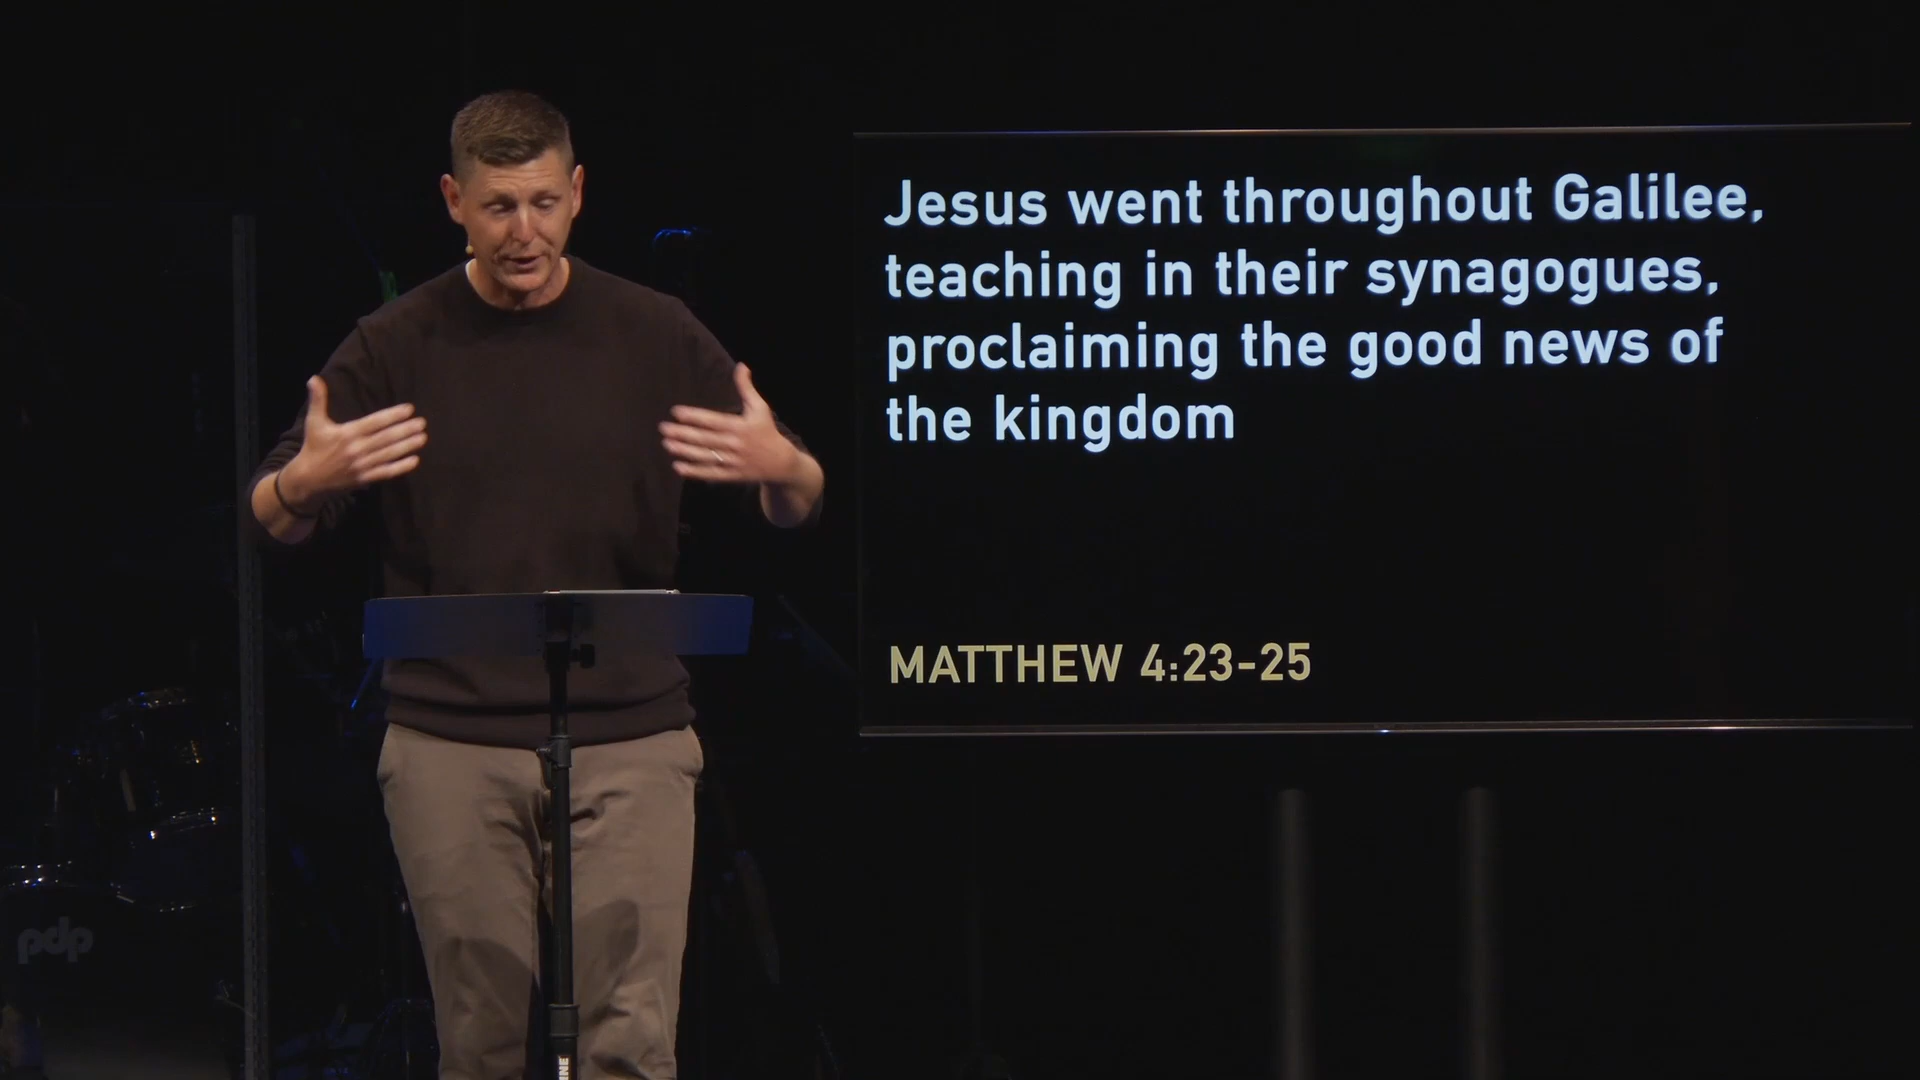 Jesus went throughout Galilee,
teaching in their synagogues,
proclaiming the good news of
the kingdom
MATTHEW 4:23-25
pdp